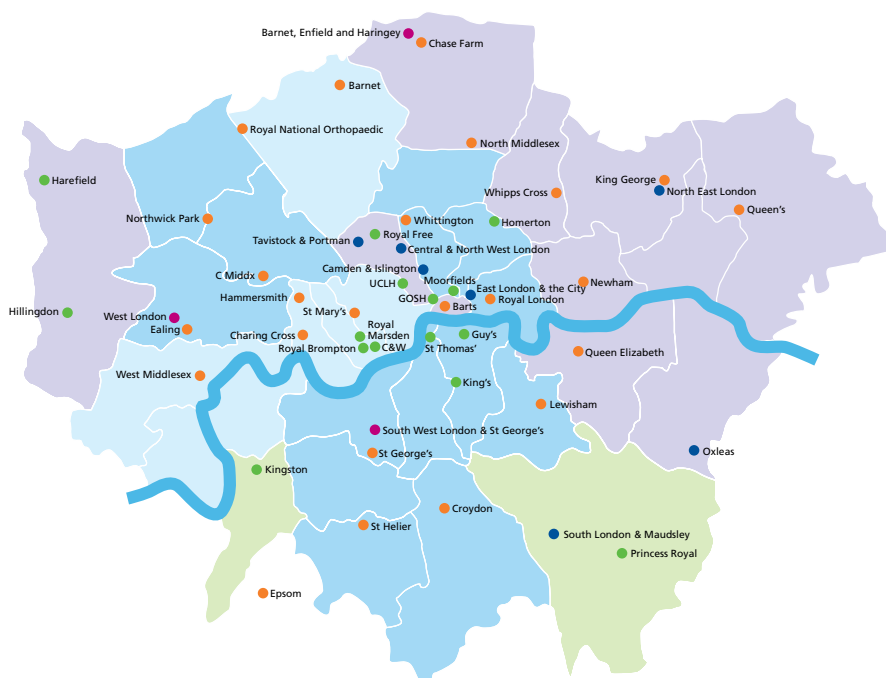 Barnet, Enfield and Haringey
Chase Farm
Barnet
Royal National Orthopaedic
North Middlesex
Harefield
King George
North East London
Whipps Cross
Queen's
Northwick Park
Whittington
Homerton
Royal Free
Tavistock & Portman
Central & North West London
Camden & Islington
C Middx
Moorfields
UCLH
East London & the City
Newham
Hammersmith
GOSH
Royal London
Barts
St Mary's
Hillingdon
West London
Ealing
Royal
Marsden
Charing Cross
Guy's
Royal Brompton
C&W
St Thomas'
Queen Elizabeth
West Middlesex
King's
Lewisham
South West London & St George's
St George's
Oxleas
Kingston
Croydon
St Helier
South London & Maudsley
Princess Royal
Epsom